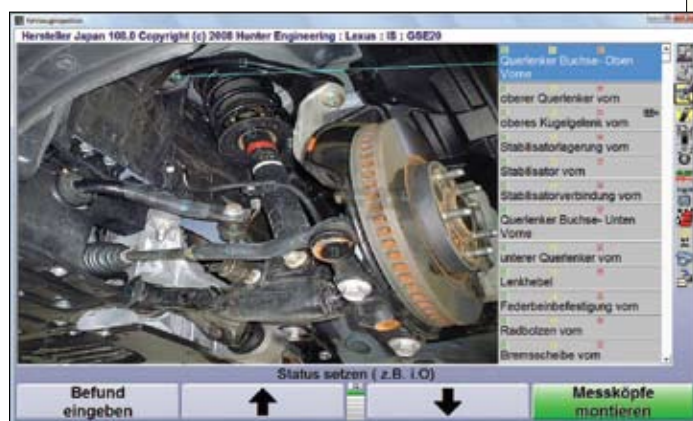 Hersteller Japan 108.0 Copyright (c) 2008 Hunter Engineering : Lexus : IS : GSE20
Querlenker Buchse- Oben
Vorne
oberer Querlenker vorn
oberes Kugelgelenk vorn
Stabilisatorlagerung vorn
Stabilisator vorn
Stabilisatorverbindung vorn
Querlenker Buchse- Unten
Vorne
unterer Querlenker vorn
Lenkhebel
Federbeinbefestigung vorn
Radbolzen vorn
Bremsscheibe vorn
Status setzen ( z.B. i.O)
Befund
eingeben
Messköpfe
montieren